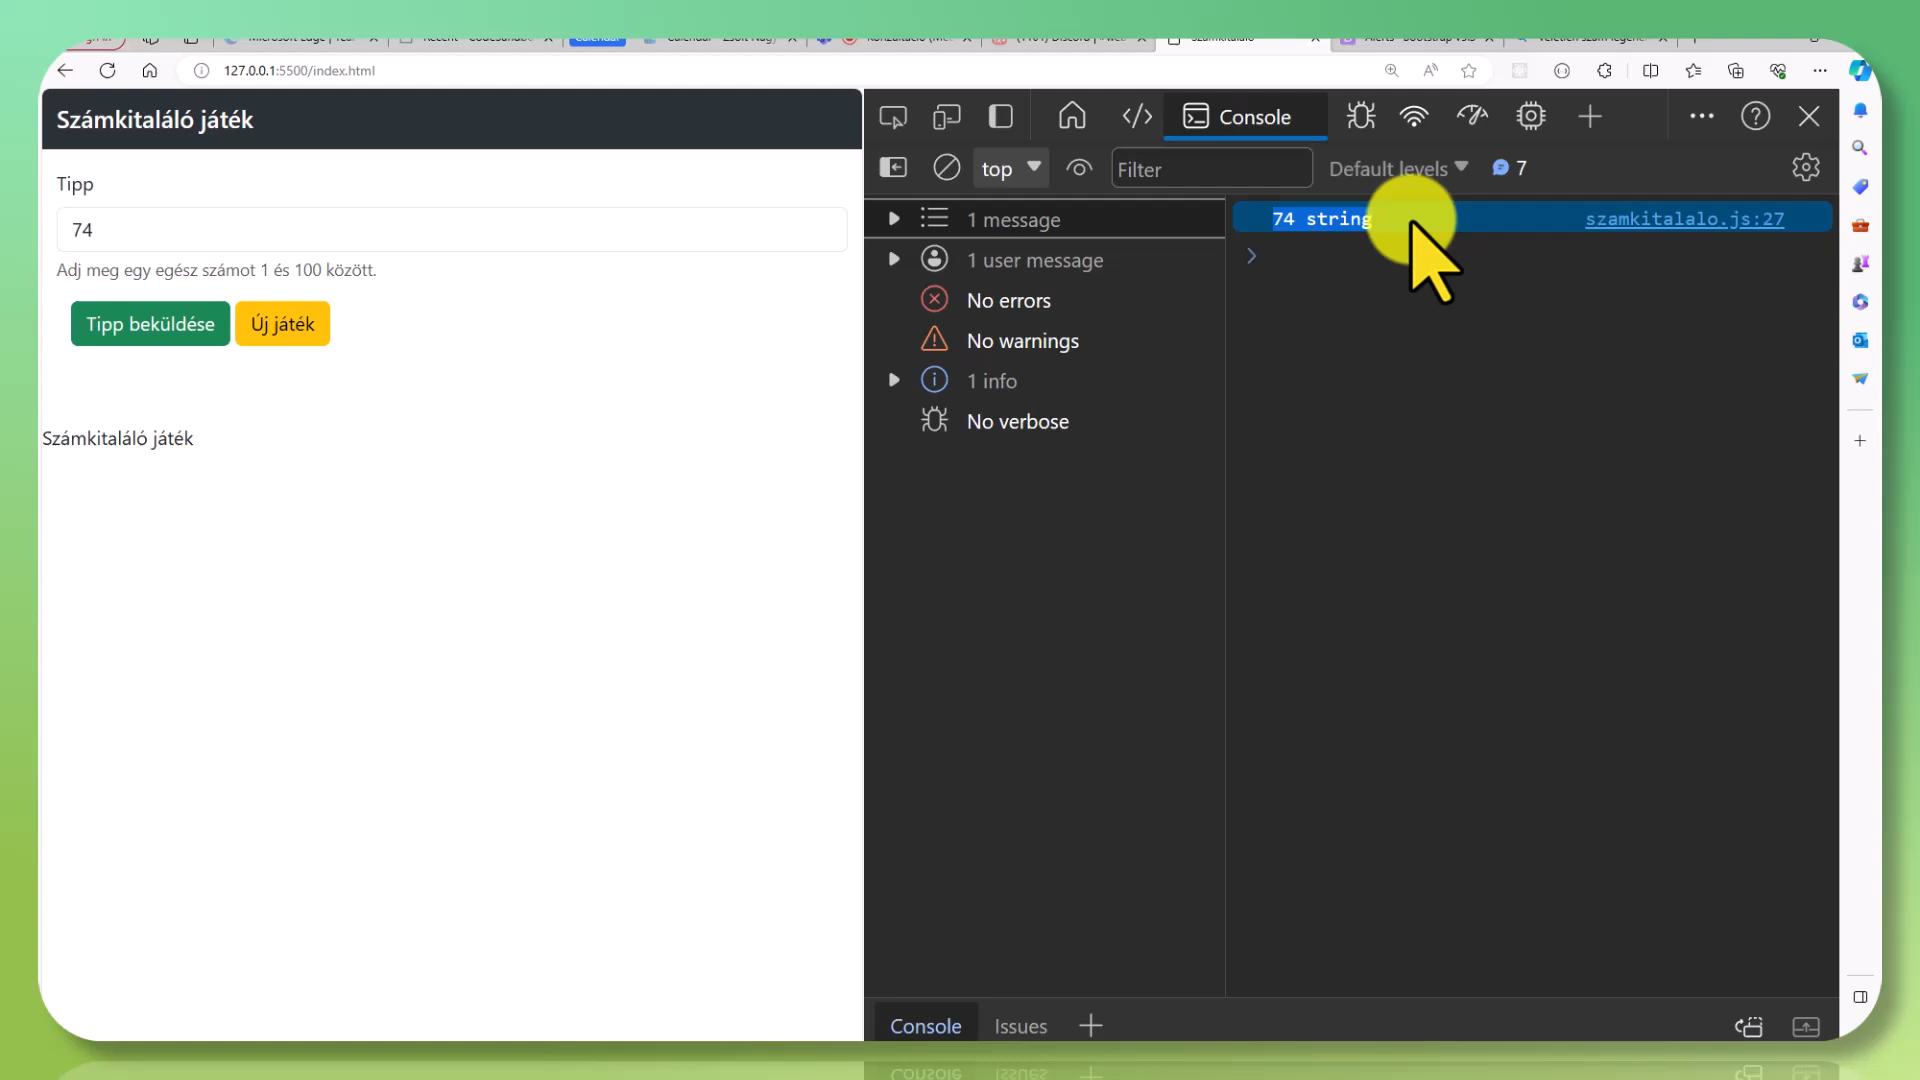 127.0.0.1:5500/index.html
Számkitaláló játék
Tipp
74
Adj meg egy egész számot 1 és 100 között.
Tipp beküldése
Új játék
Számkitaláló játék
Console
top
Filter
Default levels
7
1 message
1 user message
No errors
No warnings
1 info
No verbose
74 string
szamkitalalo.js:27
Console
Issues